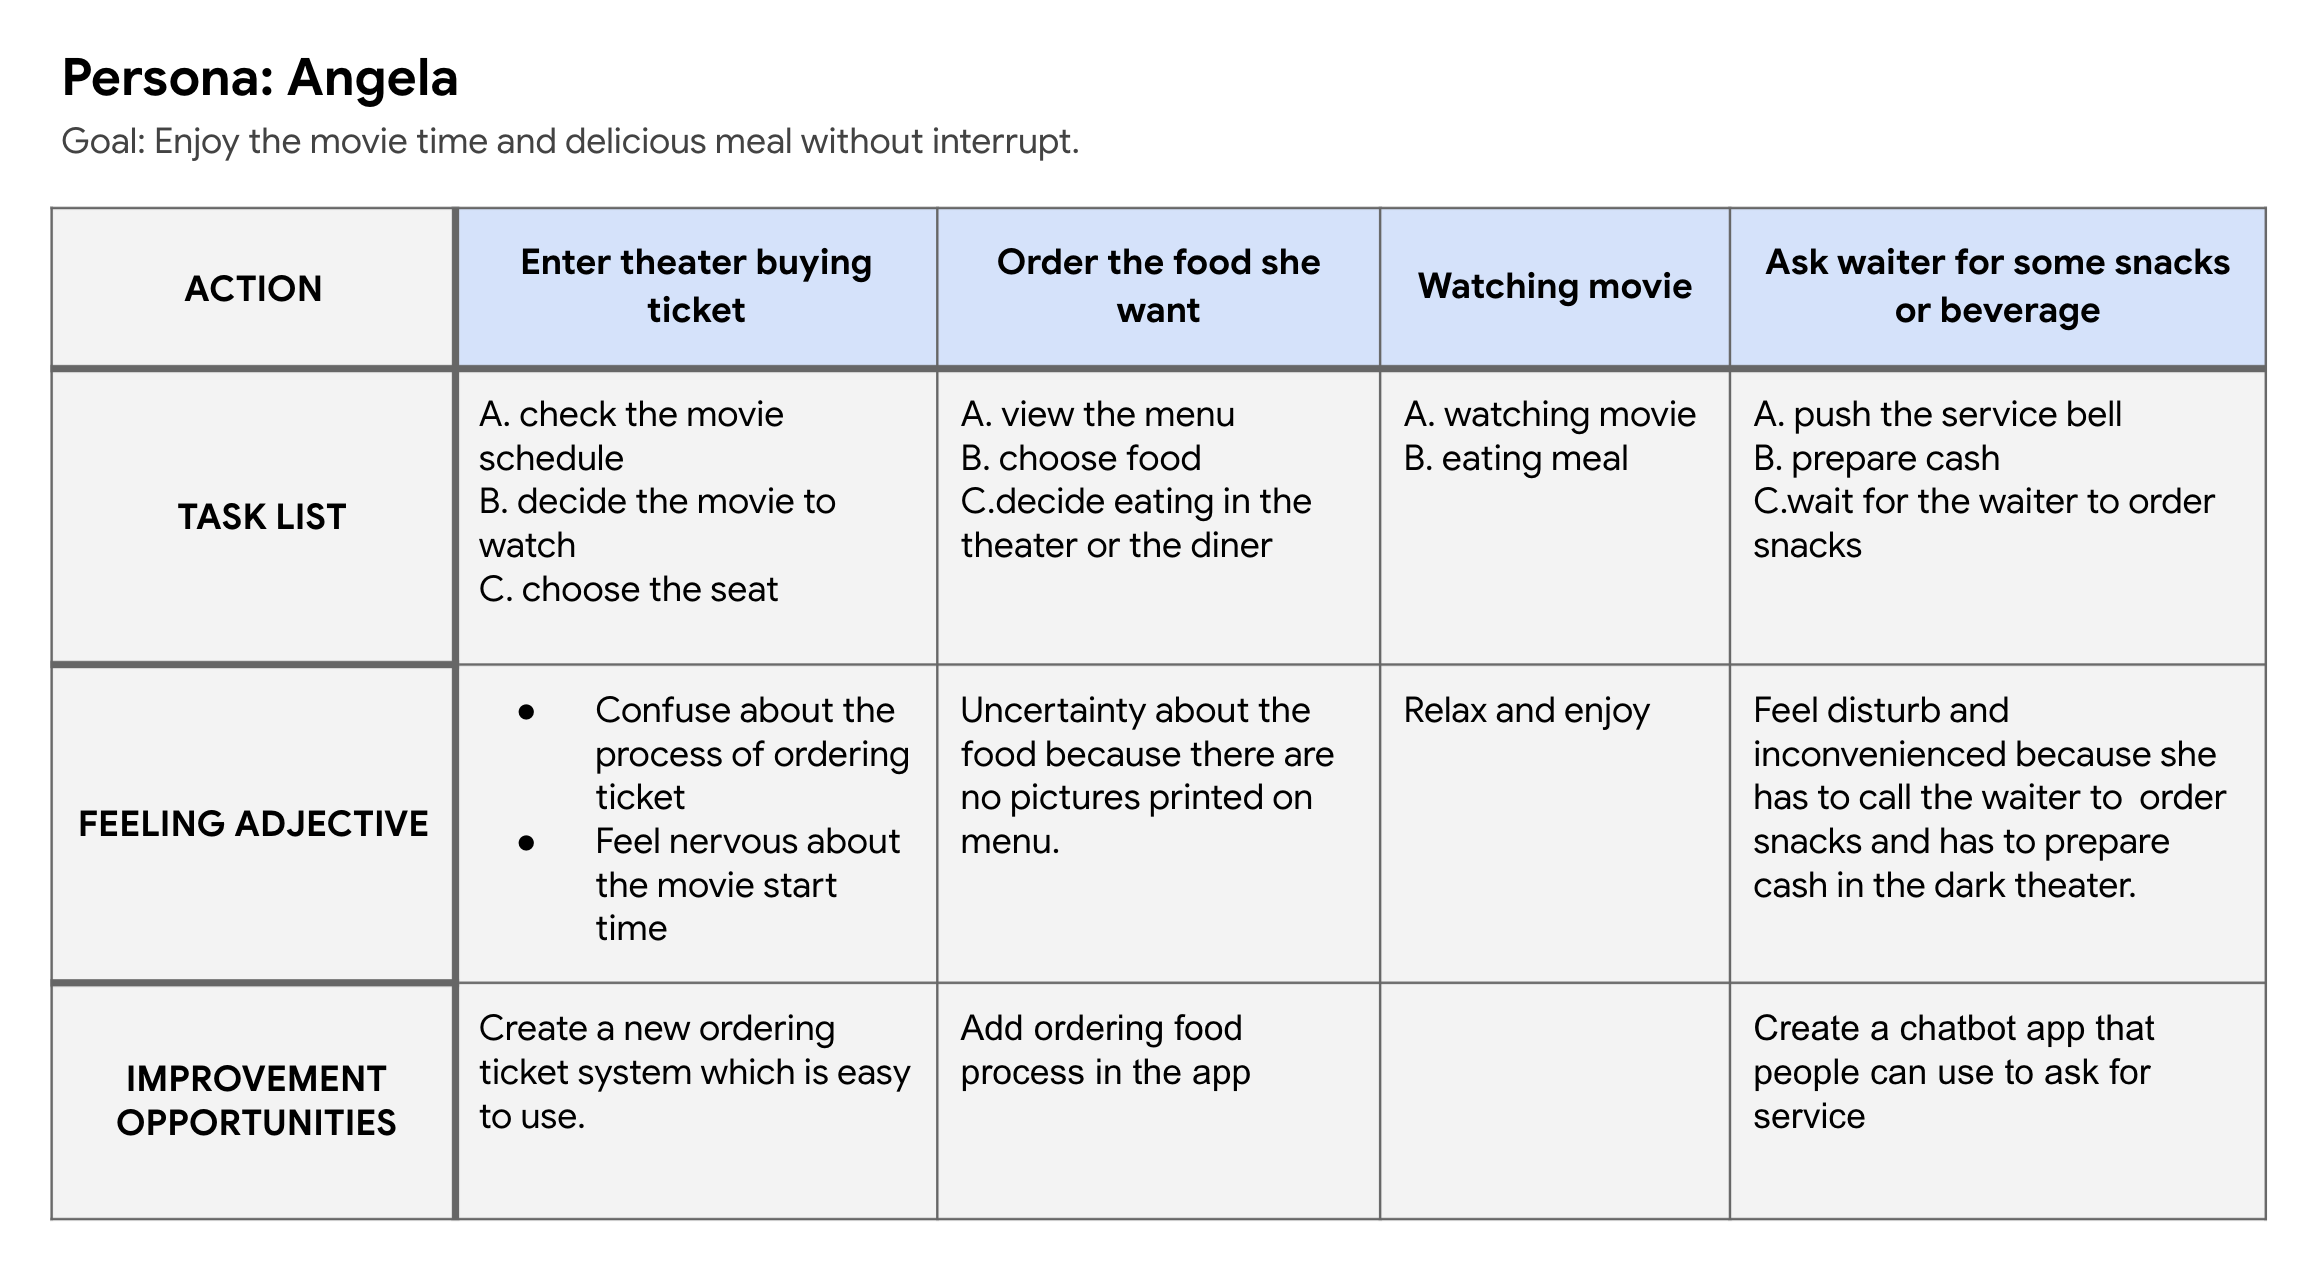 Persona: Angela
Goal: Enjoy the movie time and delicious meal without interrupt.
ACTION
Enter theater buying
ticket
Order the food she
want
Watching movie
Ask waiter for some snacks
or beverage
TASK LIST
A. check the movie
schedule
B. decide the movie to
watch
C. choose the seat
A. view the menu
B. choose food
C.decide eating in the
theater or the diner
A. watching movie
B. eating meal
A. push the service bell
B. prepare cash
C.wait for the waiter to order
snacks
FEELING ADJECTIVE
● Confuse about the
process of ordering
ticket
● Feel nervous about
the movie start
time
Uncertainty about the
food because there are
no pictures printed on
menu.
Relax and enjoy
Feel disturb and
inconvenienced because she
has to call the waiter to  order
snacks and has to prepare
cash in the dark theater.
IMPROVEMENT
OPPORTUNITIES
Create a new ordering
ticket system which is easy
to use.
Add ordering food
process in the app
Create a chatbot app that
people can use to ask for
service